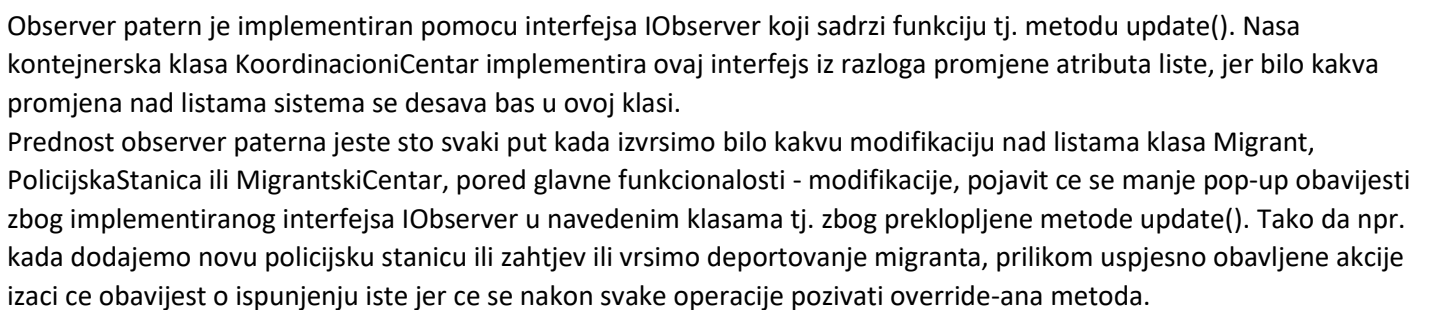 Observer patern je implementiran pomocu interfejsa IObserver koji sadrzi funkciju tj. metodu update(). Nasa
kontejnerska klasa KoordinacioniCentar implementira ovaj interfejs iz razloga promjene atributa liste, jer bilo kakva
promjena nad listama sistema se desava bas u ovoj klasi.
Prednost observer paterna jeste sto svaki put kada izvrsimo bilo kakvu modifikaciju nad listama klasa Migrant,
PolicijskaStanica ili MigrantskiCentar, pored glavne funkcionalosti - modifikacije, pojavit ce se manje pop-up obavijesti
zbog implementiranog interfejsa IObserver u navedenim klasama tj. zbog preklopljene metode update(). Tako da npr.
kada dodajemo novu policijsku stanicu ili zahtjev ili vrsimo deportovanje migranta, prilikom uspjesno obavljene akcije
izaci ce obavijest o ispunjenju iste jer ce se nakon svake operacije pozivati override-ana metoda.